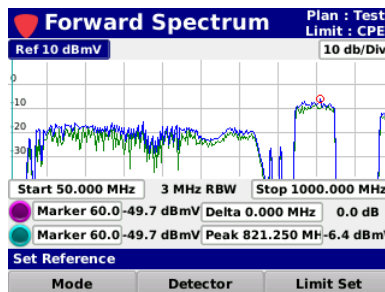 Forward Spectrum
Plan : Test
Limit : CPE
Ref 10 dBmV
10 db/Div
0
-10
20
30
Start 50.000 MHz
3 MHz RBW
Stop 1000.000 MHz
Marker 60.0
-49.7 dBmV
Delta 0.000 MHz
0.0 dB
Marker 60.0
-49.7 dBmV
Peak 821.250 MH
-6.4 dBm
Set Reference
Mode
Detector
Limit Set